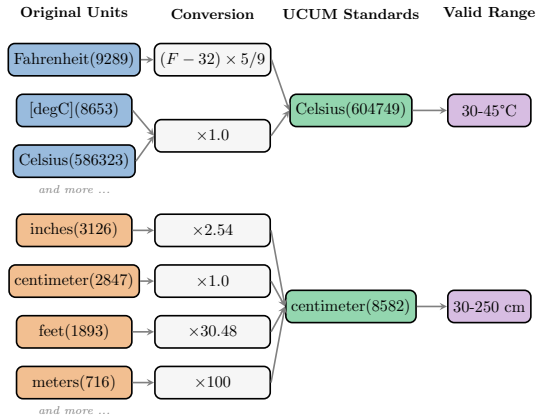 Original Units Conversion UCUM Standards Valid Range
Fahrenheit(9289) (F − 32) × 5/9
[degC](8653) Celsius(604749) 30-45°C
×1.0
Celsius(586323)
and more ...
inches(3126) ×2.54
centimeter(2847) ×1.0
centimeter(8582) 30-250 cm
feet(1893) ×30.48
meters(716) ×100
and more ...